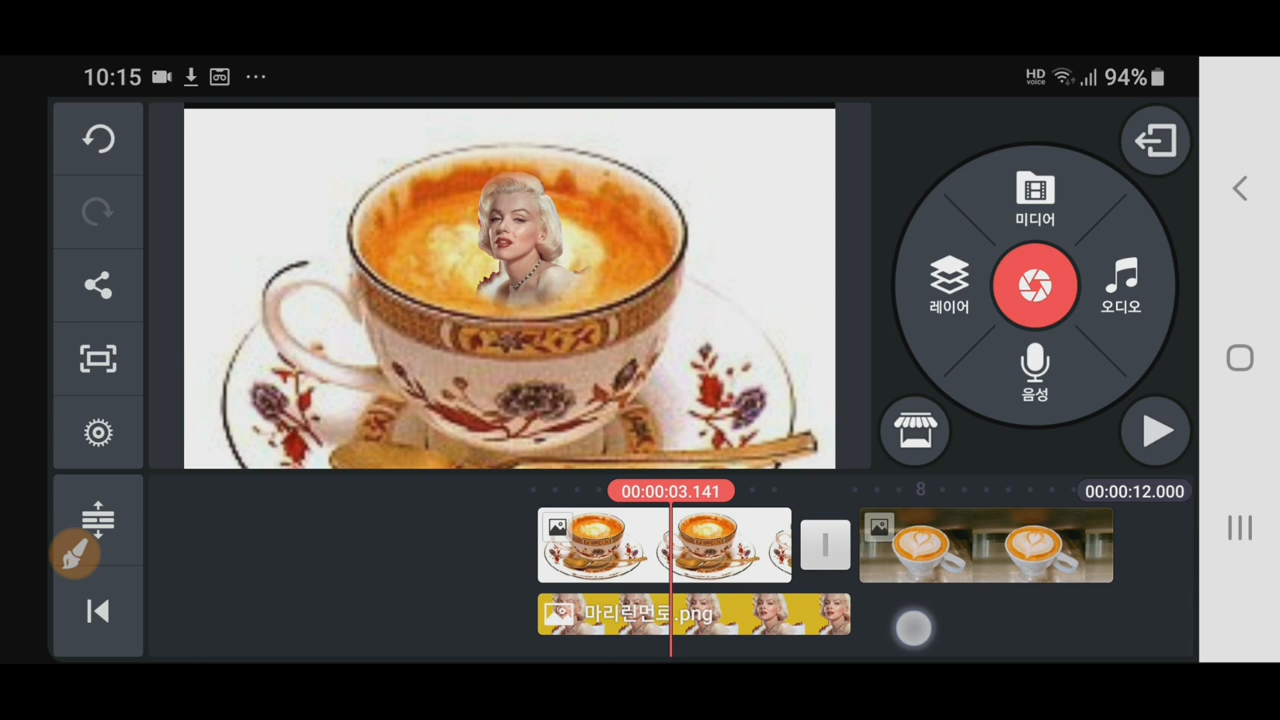 10:15
HD
voice
94%
미디어
레이어
오디오
음성
00:00:03.141
8
00:00:12.000
마리린먼로.png